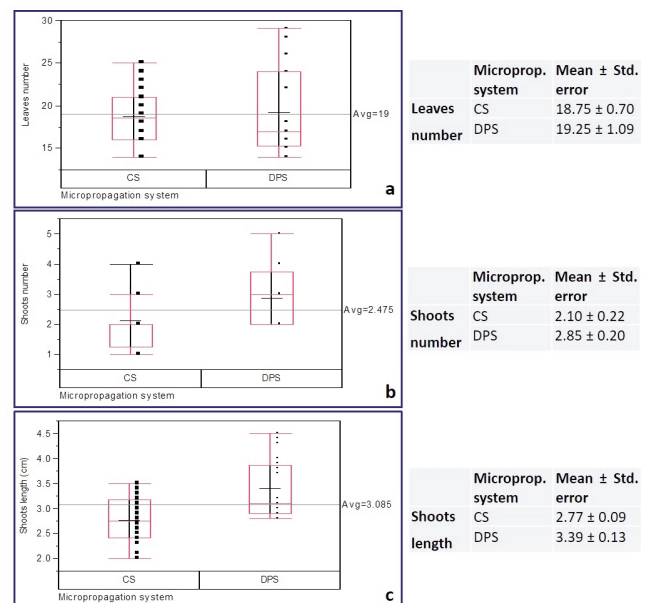 30
25
20
15
Leaves number
Avg=19
CS DPS
Micropropagation system
a
Microprop. system Mean ± Std. error
Leaves number
CS 18.75 ± 0.70
DPS 19.25 ± 1.09
5
4
3
2
1
Shoots number
Avg=2.475
CS DPS
Micropropagation system
b
Microprop. system Mean ± Std. error
Shoots number
CS 2.10 ± 0.22
DPS 2.85 ± 0.20
4.5
4.0
3.5
3.0
2.5
2.0
Shoots length (cm)
Avg=3.085
CS DPS
Micropropagation system
c
Microprop. system Mean ± Std. error
Shoots length
CS 2.77 ± 0.09
DPS 3.39 ± 0.13